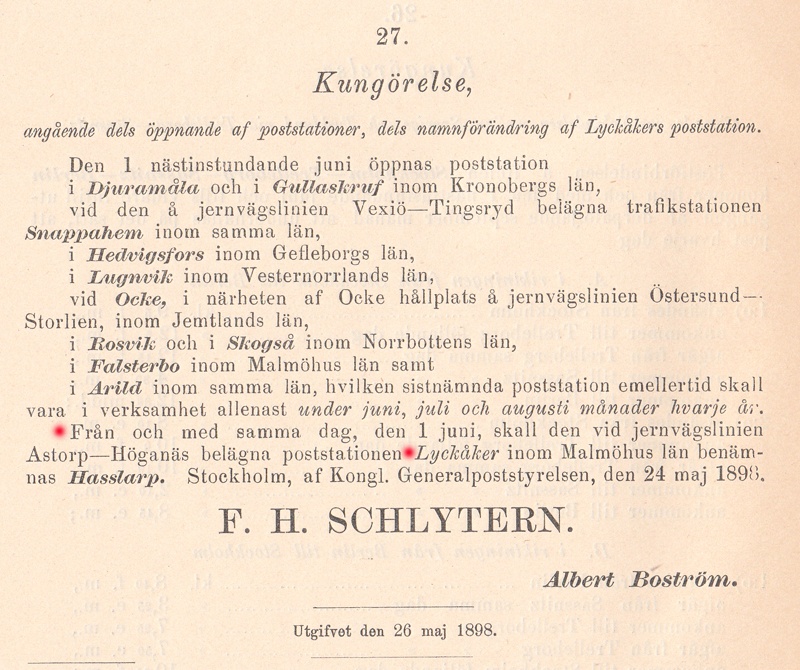 27.
Kungörelse,
angående dels öppnande af poststationer, dels namnförändring af Lyckåkers poststation.
Den 1 nästinstundande juni öppnas poststation
i Djuramåla och i Gullaskruf inom Kronobergs län,
vid den å jernvägslinien Vexiö—Tingsryd belägna trafikstationen
Snappahem inom samma län,
i Hedvigsfors inom Gefleborgs län,
i Lugnvik inom Vesternorrlands län,
vid Ocke, i närheten af Ocke hållplats å jernvägslinien Östersund—
Storlien, inom Jemtlands län,
i Rosvik och i Skogså inom Norrbottens län,
i Falsterbo inom Malmöhus län samt
i Arild inom samma län, hvilken sistnämnda poststation emellertid skall
vara i verksamhet allenast under juni, juli och augusti månader hvarje år.
Från och med samma dag, den 1 juni, skall den vid jernvägslinien
Astorp—Höganäs belägna poststationen Lyckåker inom Malmöhus län benäm-
nas Hasslarp. Stockholm, af Kongl. Generalpoststyrelsen, den 24 maj 1898.
F. H. SCHLYTERN.
Albert Boström.
Utgifvet den 26 maj 1898.